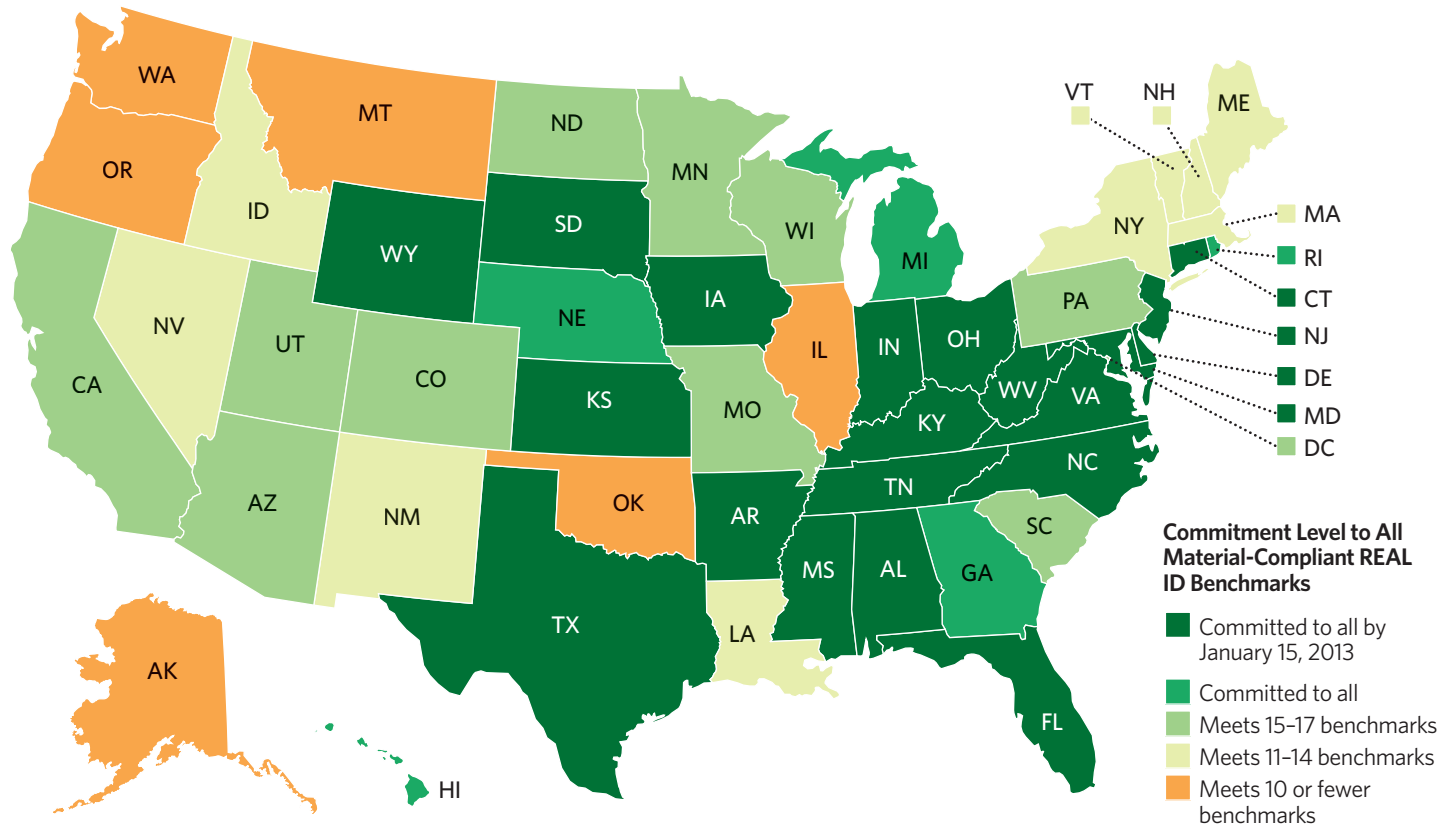 WA
MT
ND
MN
VT
NH
ME
OR
ID
SD
WI
NY
MA
WY
MI
RI
IA
CT
NE
PA
NV
UT
IL
IN
OH
NJ
CA
CO
DE
KS
MO
WV
VA
MD
KY
DC
NC
AZ
NM
OK
TN
AR
SC
MS
AL
GA
TX
LA
AK
FL
HI
Commitment Level to All
Material-Compliant REAL
ID Benchmarks
Committed to all by
January 15, 2013
Committed to all
Meets 15–17 benchmarks
Meets 11–14 benchmarks
Meets 10 or fewer
benchmarks